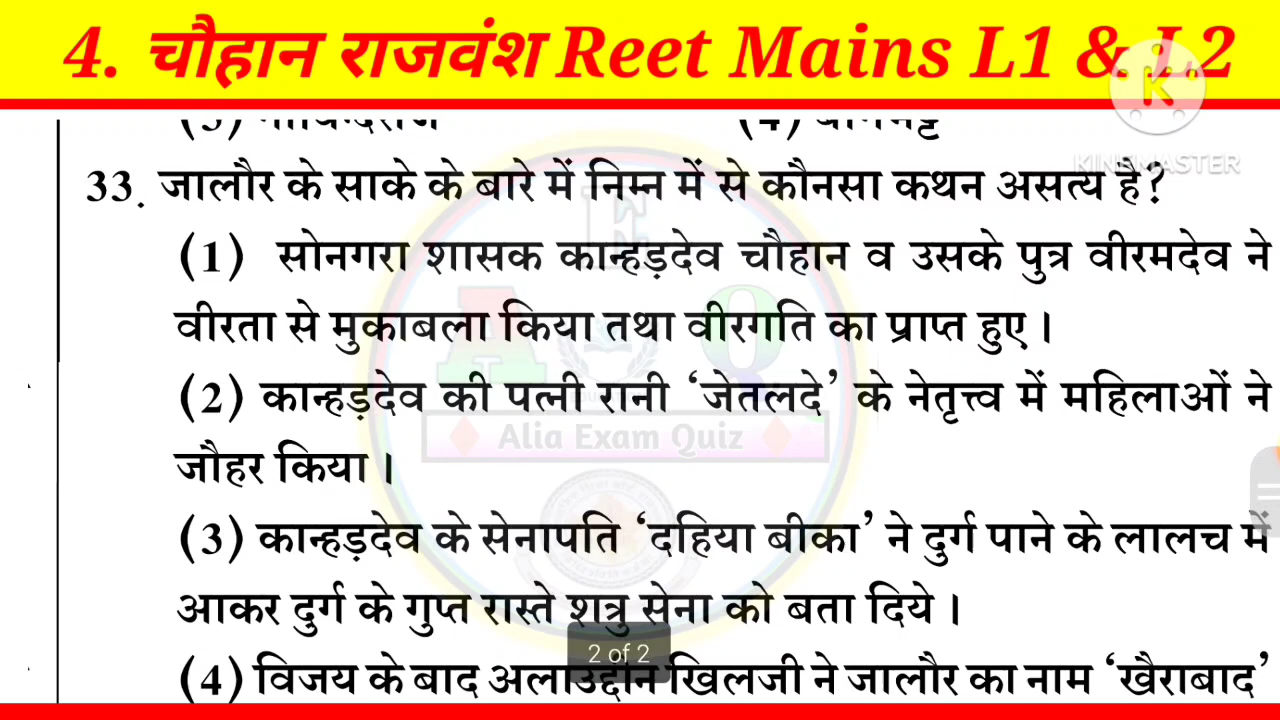 4. चौहान राजवंश Reet Mains L1 & L2
KINEMASTER
33. जालौर के साके के बारे में निम्न में से कौनसा कथन असत्य है?
(1) सोनगरा शासक कान्हड़देव चौहान व उसके पुत्र वीरमदेव ने
वीरता से मुकाबला किया तथा वीरगति का प्राप्त हुए।
(2) कान्हड़देव की पत्नी रानी ‘जेतलदे’ के नेतृत्त्व में महिलाओं ने
Alia Exam Quiz
जौहर किया।
(3) कान्हड़देव के सेनापति ‘दहिया बीका’ ने दुर्ग पाने के लालच में
आकर दुर्ग के गुप्त रास्ते शत्रु सेना को बता दिये।
2 of 2
(4) विजय के बाद अलाउद्दीन खिलजी ने जालौर का नाम ‘खैराबाद’